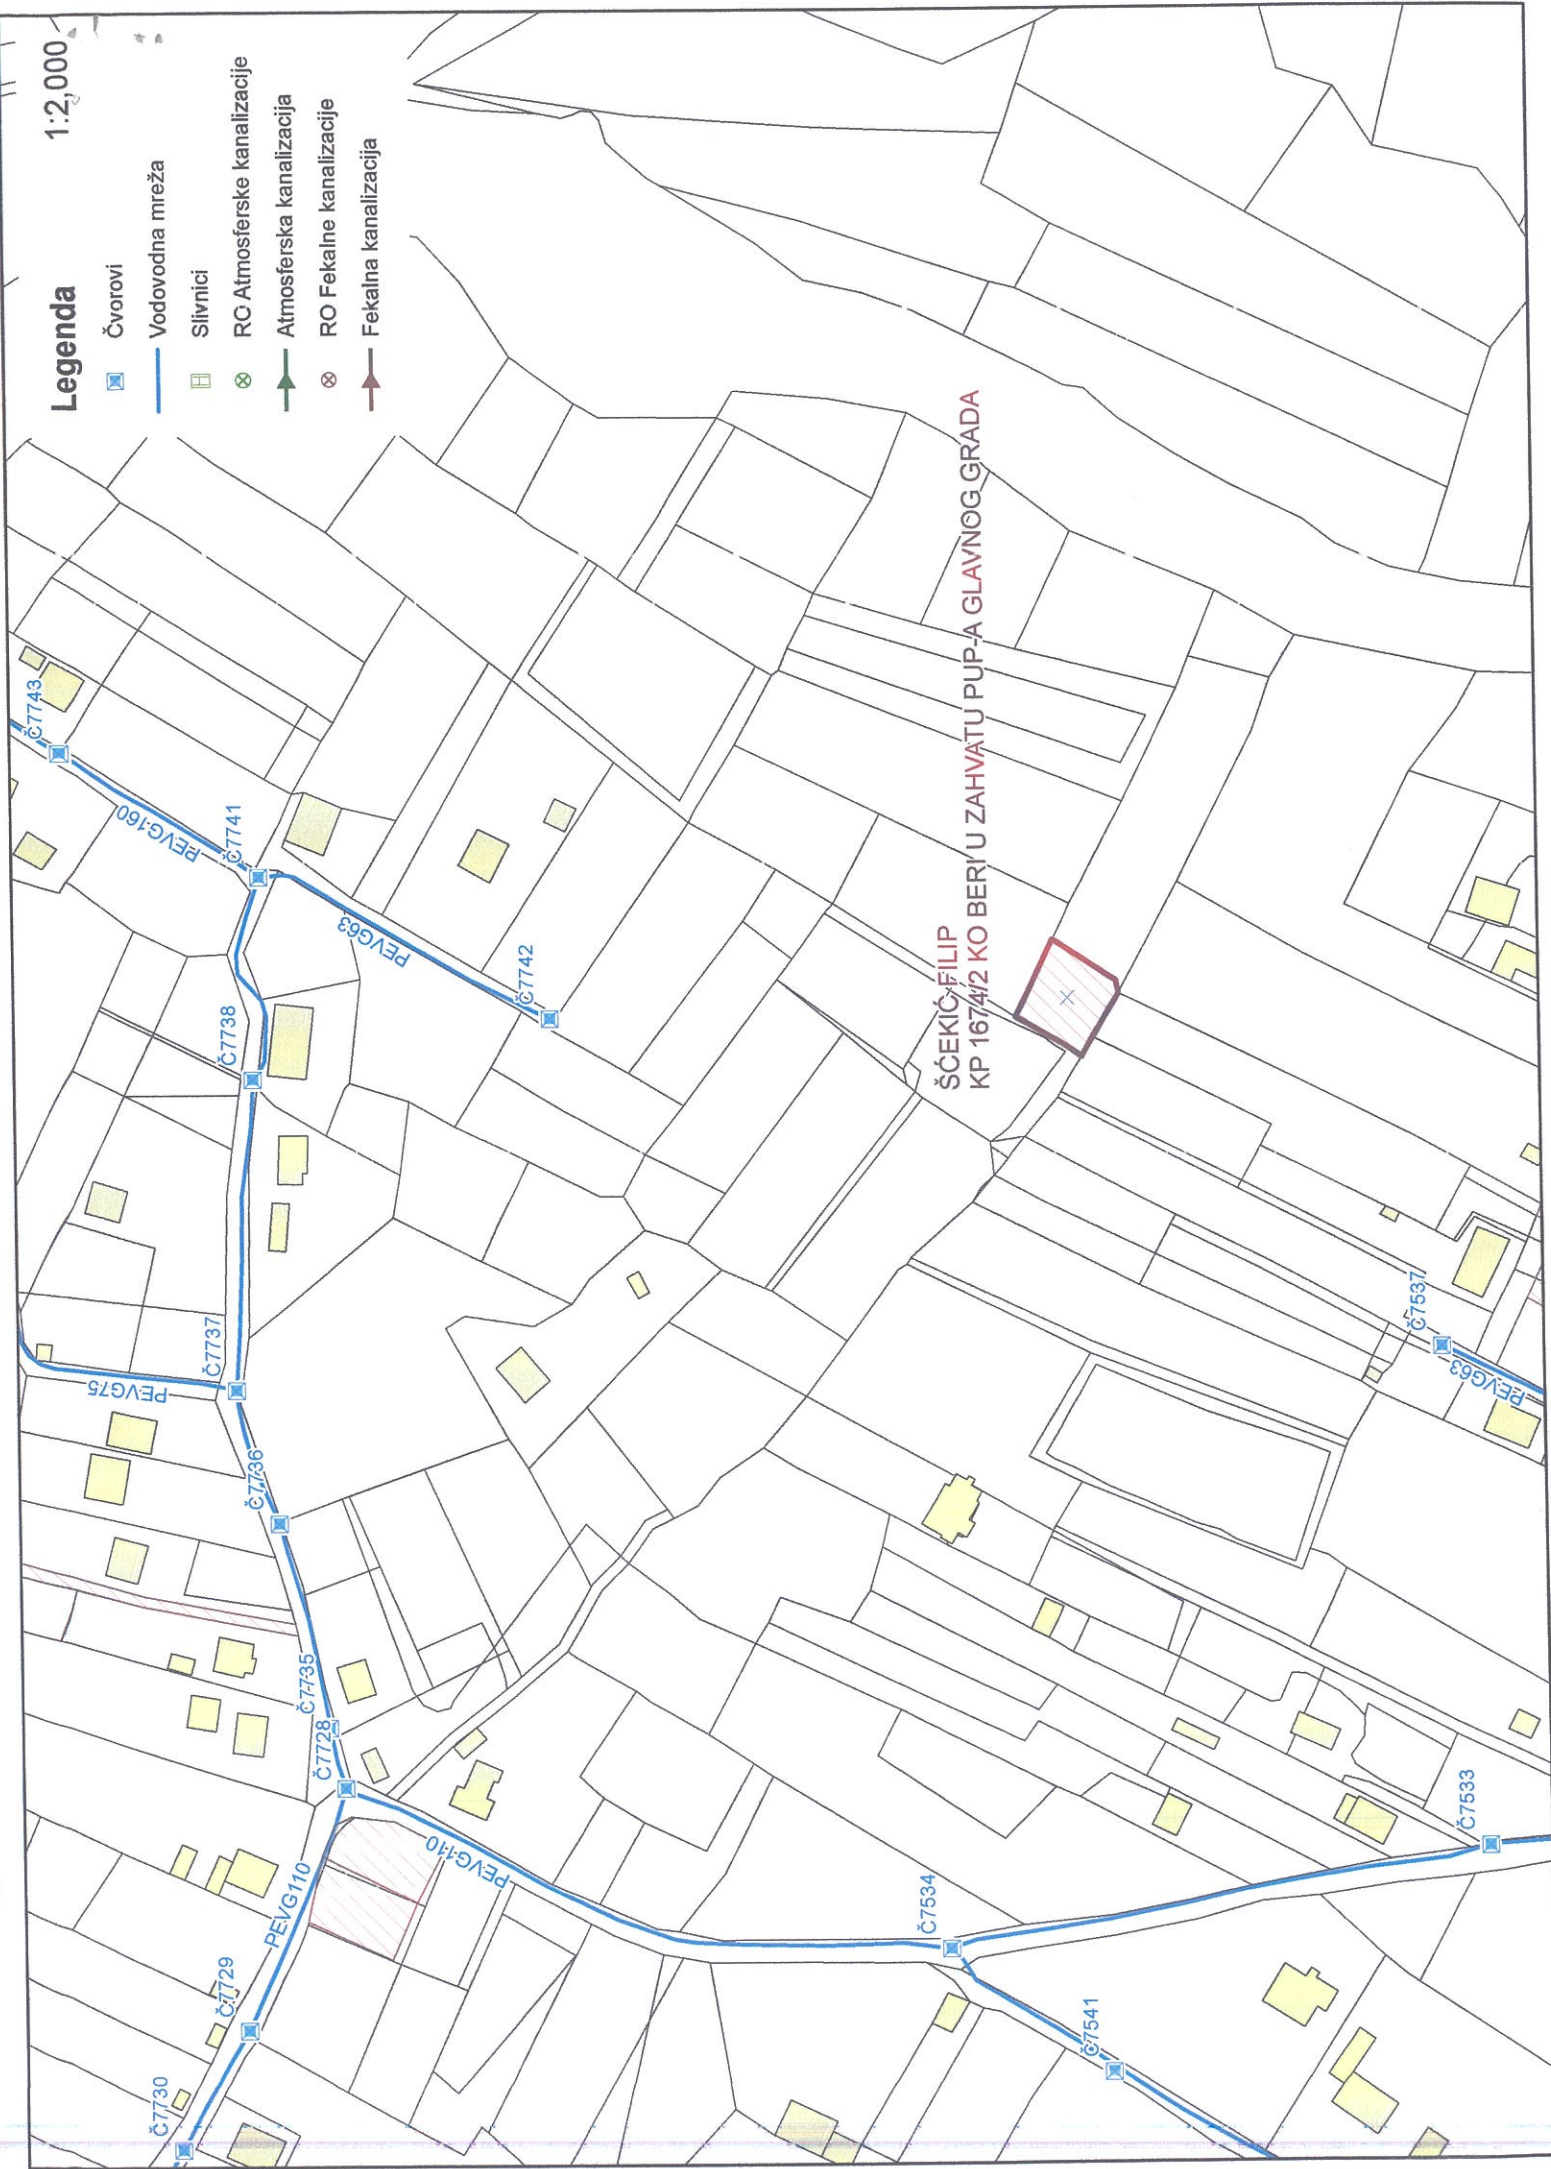 Legenda
1:2,000
Čvorovi
Vodovodna mreža
Slivnici
RO Atmosferske kanalizacije
Atmosferska kanalizacija
RO Fekalne kanalizacije
Fekalna kanalizacija
Č7743
PEVG160
Č7741
PEVG63
Č7742
Č7738
Č7737
PEVG75
Č7736
Č7735
Č7728
PEVG110
PEVG110
Č7729
Č7730
ŠĆEKIĆ FILIP
KP 1674/2 KO BERI U ZAHVATU PUP-A GLAVNOG GRADA
Č7537
PEVG63
Č7534
Č7533
Č7541